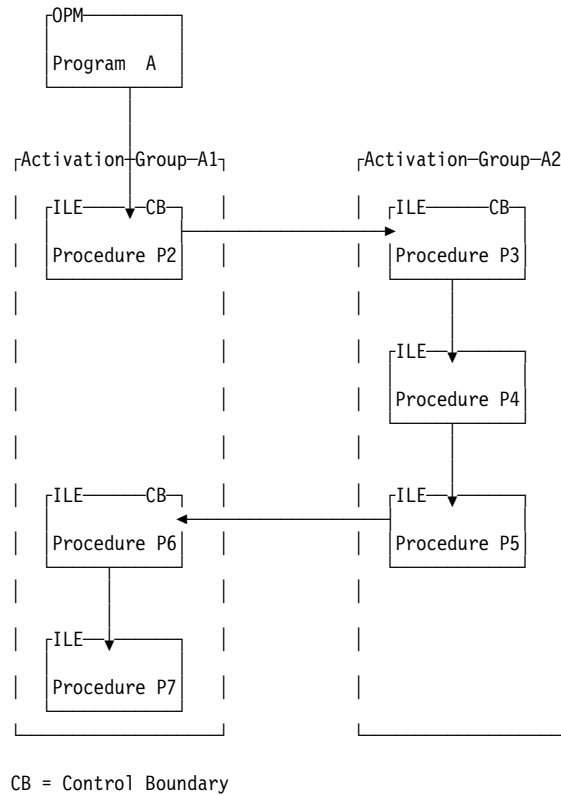 OPM
Program A
Activation Group A1
Activation Group A2
ILE CB
ILE CB
Procedure P2
Procedure P3
ILE
Procedure P4
ILE CB
ILE
Procedure P6
Procedure P5
ILE
Procedure P7
CB = Control Boundary